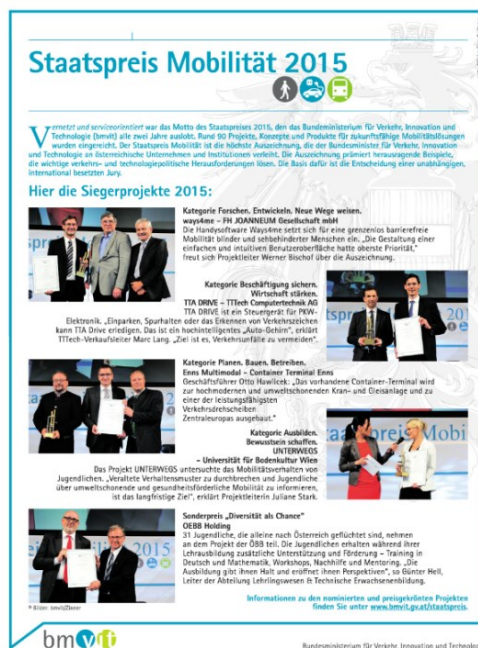 Staatspreis Mobilität 2015
Vernetzt und serviceorientiert war das Motto des Staatspreises 2015, den das Bundesministerium für Verkehr, Innovation und
Technologie (bmvit) alle zwei Jahre auslobt. Rund 90 Projekte, Konzepte und Produkte für zukunftsfähige Mobilitätslösungen
wurden eingereicht. Der Staatspreis Mobilität ist die höchste Auszeichnung, die der Bundesminister für Verkehr, Innovation
und Technologie an österreichische Unternehmen und Institutionen verleiht. Die Auszeichnung prämiert herausragende Beispiele,
die wichtige verkehrs- und technologiepolitische Herausforderungen lösen. Die Basis dafür ist die Entscheidung einer unabhängigen,
international besetzten Jury.
Hier die Siegerprojekte 2015:
Kategorie Forschen. Entwickeln. Neue Wege weisen.
ways4me – FH JOANNEUM Gesellschaft mbH
Die Handysoftware Ways4me setzt sich für eine grenzenlos barrierefreie
Mobilität blinder und sehbehinderter Menschen ein. „Die Gestaltung einer
einfachen und intuitiven Benutzeroberfläche hatte oberste Priorität,"
freut sich Projektleiter Werner Bischof über die Auszeichnung.
Kategorie Beschäftigung sichern.
Wirtschaft stärken.
TTA DRIVE – TTTech Computertechnik AG
TTA DRIVE ist ein Steuergerät für PKW-
Elektronik. „Einparken, Spurhalten oder das Erkennen von Verkehrszeichen
kann TTA Drive erledigen. Das ist ein hochintelligentes „Auto-Gehirn", erklärt
TTTech-Verkaufsleiter Marc Lang. „Ziel ist es, Verkehrsunfälle zu vermeiden".
Kategorie Planen. Bauen. Betreiben.
Enns Multimodal – Container Terminal Enns
Geschäftsführer Otto Hawlicek: „Das vorhandene Container-Terminal wird
zur hochmodernen und umweltschonenden Kran- und Gleisanlage und zu
einer der leistungsfähigsten
Verkehrsdrehscheiben
Zentraleuropas ausgebaut."
Kategorie Ausbilden.
Bewusstsein schaffen.
UNTERWEGS
– Universität für Bodenkultur Wien
Das Projekt UNTERWEGS untersuchte das Mobilitätsverhalten von
Jugendlichen. „Veraltete Verhaltensmuster zu durchbrechen und Jugendliche
über umweltschonende und gesundheitsförderliche Mobilität zu informieren,
ist das langfristige Ziel", erklärt Projektleiterin Juliane Stark.
Sonderpreis „Diversität als Chance"
OEBB Holding
31 Jugendliche, die alleine nach Österreich geflüchtet sind, nehmen
an dem Projekt der ÖBB teil. Die Jugendlichen erhalten während ihrer
Lehrausbildung zusätzliche Unterstützung und Förderung – Training in
Deutsch und Mathematik, Workshops, Nachhilfe und Mentoring. „Die
Ausbildung gibt ihnen Halt und eröffnet ihnen Perspektiven", so Günter Hell,
Leiter der Abteilung Lehrlingswesen & Technische Erwachsenenbildung.
* Bilder: bmvit/Zinner
Informationen zu den nominierten und preisgekrönten Projekten
finden Sie unter www.bmvit.gv.at/staatspreis.
bmvit
Bundesministerium für Verkehr, Innovation und Technolog